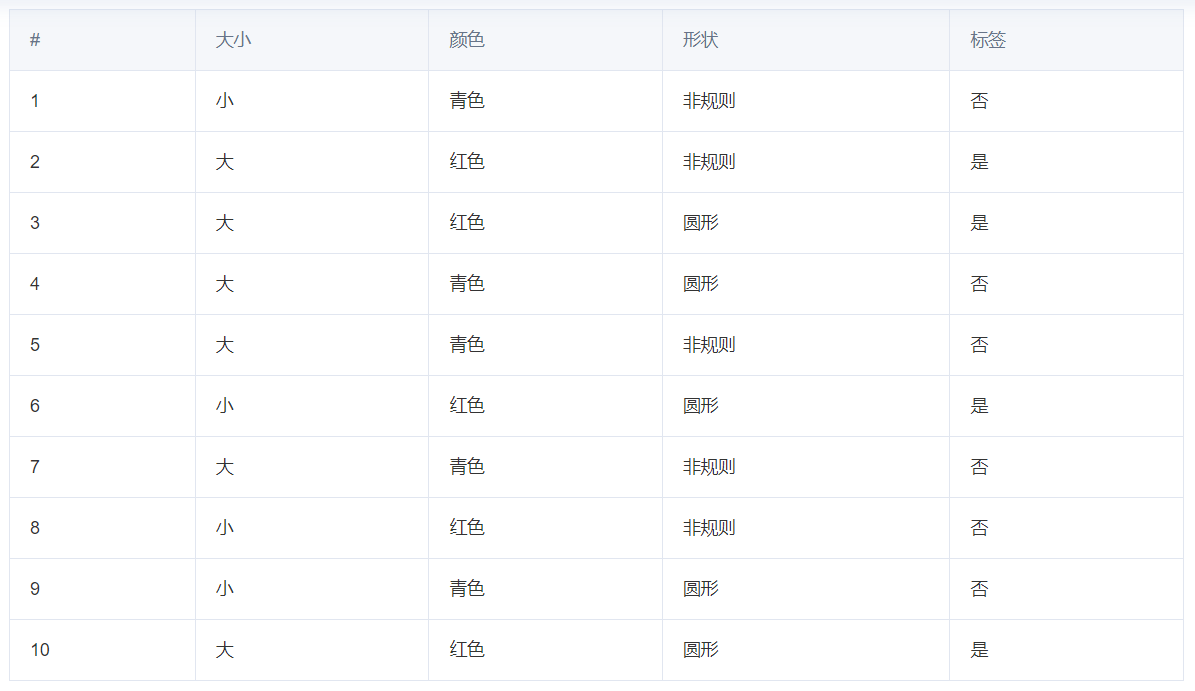 # 大小 颜色 形状 标签
1 小 青色 非规则 否
2 大 红色 非规则 是
3 大 红色 圆形 是
4 大 青色 圆形 否
5 大 青色 非规则 否
6 小 红色 圆形 是
7 大 青色 非规则 否
8 小 红色 非规则 否
9 小 青色 圆形 否
10 大 红色 圆形 是